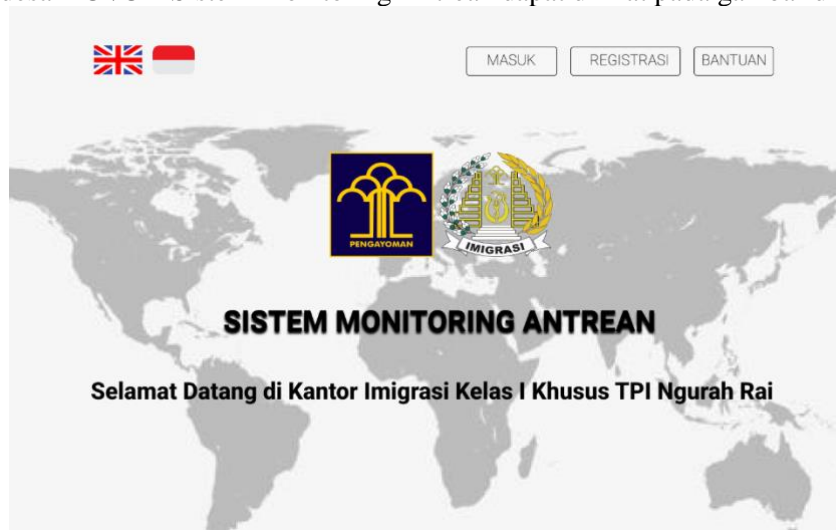 MASUK REGISTRASI BANTUAN
PENGAYOMAN
IMIGRASI
SISTEM MONITORING ANTREAN
Selamat Datang di Kantor Imigrasi Kelas I Khusus TPI Ngurah Rai